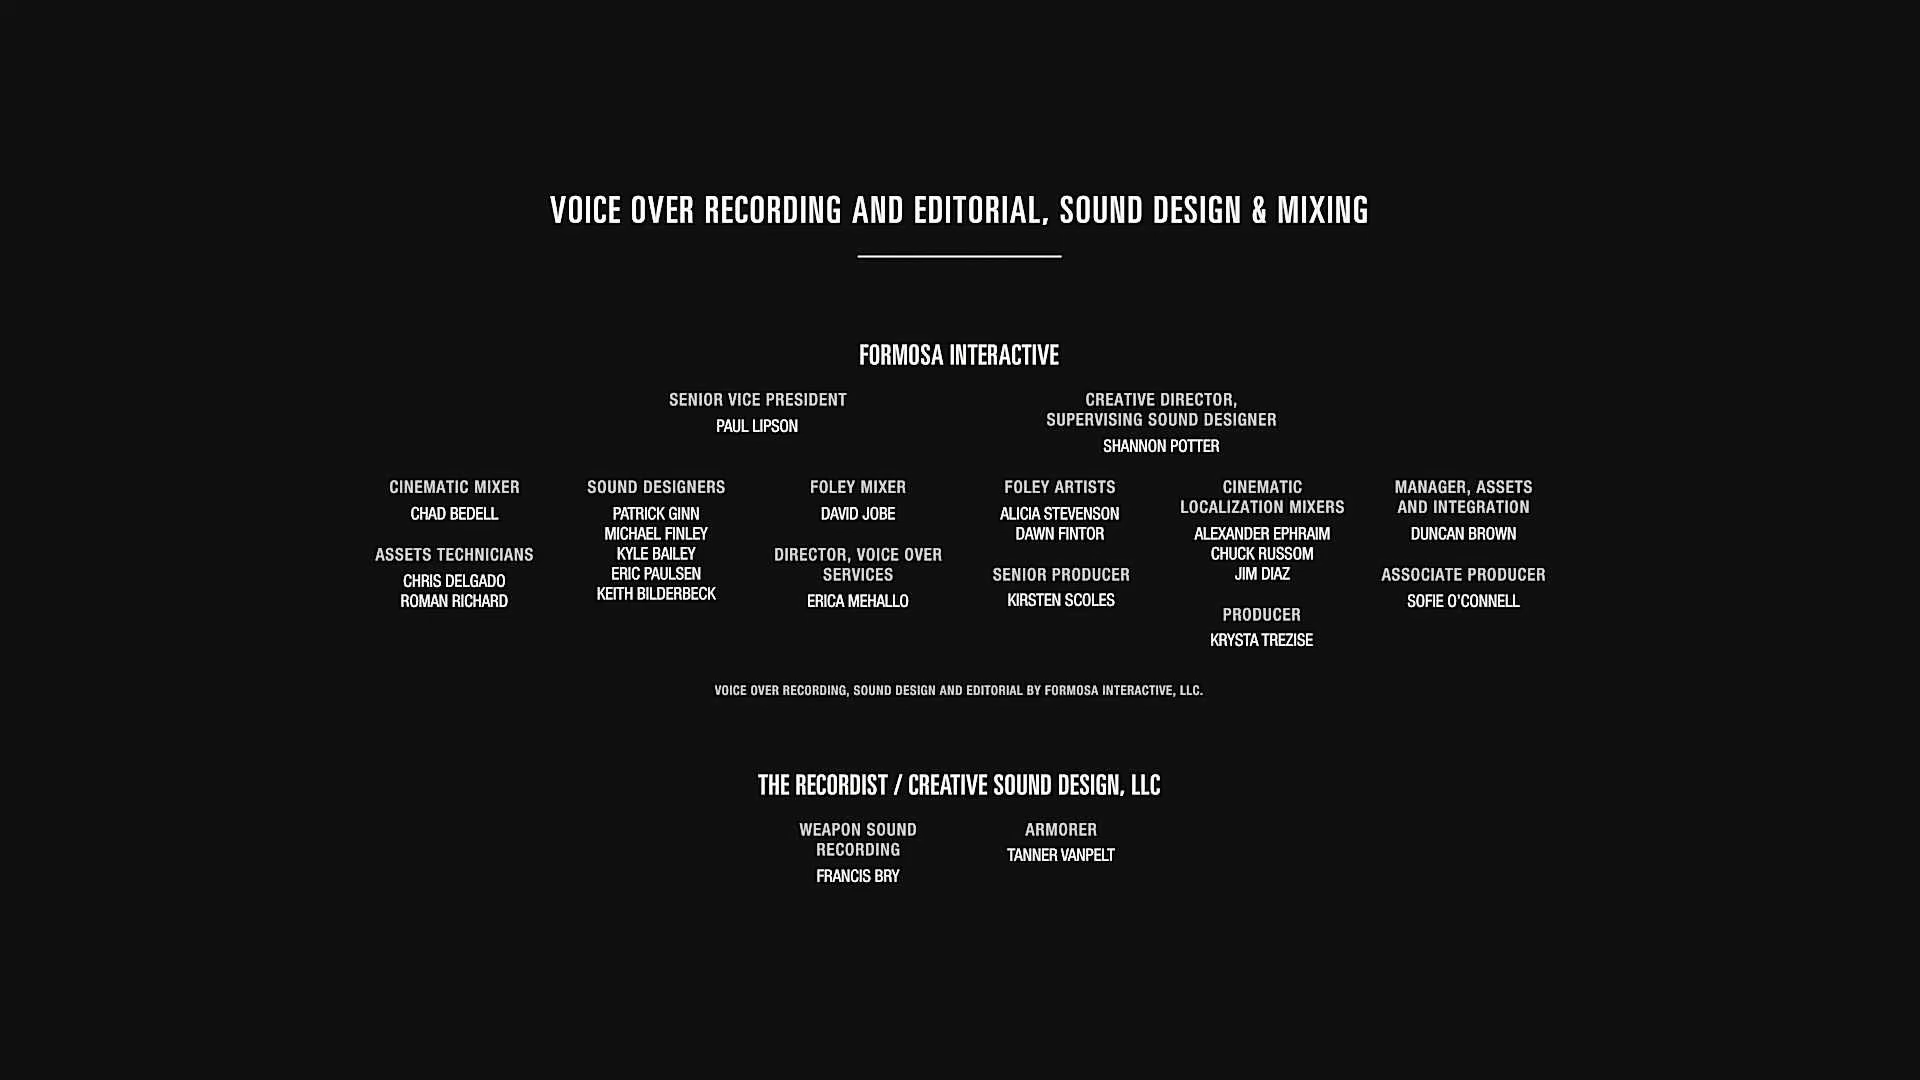 VOICE OVER RECORDING AND EDITORIAL, SOUND DESIGN & MIXING
FORMOSA INTERACTIVE
SENIOR VICE PRESIDENT
PAUL LIPSON
CREATIVE DIRECTOR,
SUPERVISING SOUND DESIGNER
SHANNON POTTER
CINEMATIC MIXER
CHAD BEDELL
ASSETS TECHNICIANS
CHRIS DELGADO
ROMAN RICHARD
SOUND DESIGNERS
PATRICK GINN
MICHAEL FINLEY
KYLE BAILEY
ERIC PAULSEN
KEITH BILDERBECK
FOLEY MIXER
DAVID JOBE
DIRECTOR, VOICE OVER
SERVICES
ERICA MEHALLO
FOLEY ARTISTS
ALICIA STEVENSON
DAWN FINTOR
SENIOR PRODUCER
KIRSTEN SCOLES
CINEMATIC
LOCALIZATION MIXERS
ALEXANDER EPHRAIM
CHUCK RUSSOM
JIM DIAZ
PRODUCER
KRYSTA TREZISE
MANAGER, ASSETS
AND INTEGRATION
DUNCAN BROWN
ASSOCIATE PRODUCER
SOFIE O'CONNELL
VOICE OVER RECORDING, SOUND DESIGN AND EDITORIAL BY FORMOSA INTERACTIVE, LLC.
THE RECORDIST / CREATIVE SOUND DESIGN, LLC
WEAPON SOUND
RECORDING
FRANCIS BRY
ARMORER
TANNER VANPELT